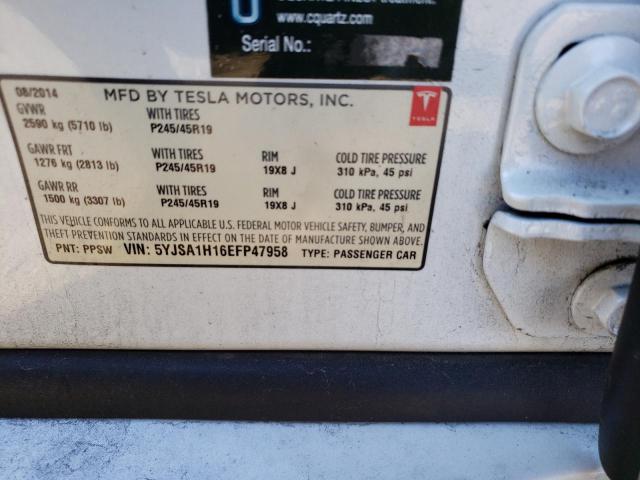 www.cquartz.com
Serial No.:
08/2014 MFD BY TESLA MOTORS, INC.
TESLA
GVWR WITH TIRES
2590 kg (5710 lb) P245/45R19
GAWR FRT WITH TIRES RIM COLD TIRE PRESSURE
1276 kg (2813 lb) P245/45R19 19X8 J 310 kPa, 45 psi
GAWR RR WITH TIRES RIM COLD TIRE PRESSURE
1500 kg (3307 lb) P245/45R19 19X8 J 310 kPa, 45 psi
THIS VEHICLE CONFORMS TO ALL APPLICABLE U.S. FEDERAL MOTOR VEHICLE SAFETY, BUMPER, AND
THEFT PREVENTION STANDARDS IN EFFECT ON THE DATE OF MANUFACTURE SHOWN ABOVE.
PNT: PPSW VIN: 5YJSA1H16EFP47958 TYPE: PASSENGER CAR